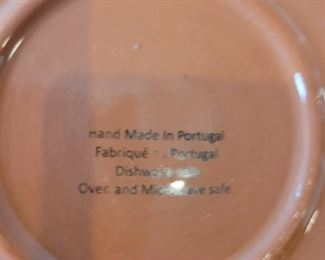 Hand Made In Portugal
Fabriqué Portugal
Dishwasher safe
Oven and Microwave safe